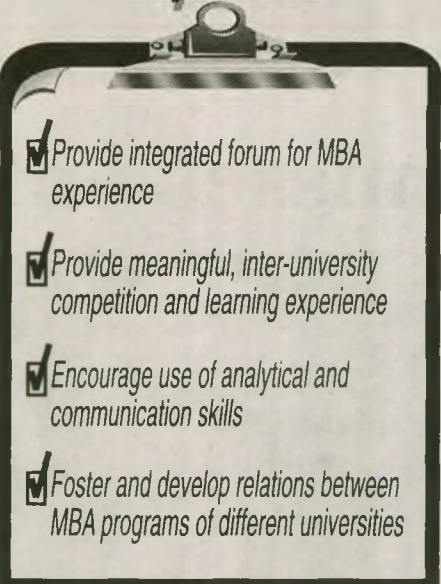 Provide integrated forum for MBA
experience
Provide meaningful, inter-university
competition and learning experience
Encourage use of analytical and
communication skills
Foster and develop relations between
MBA programs of different universities